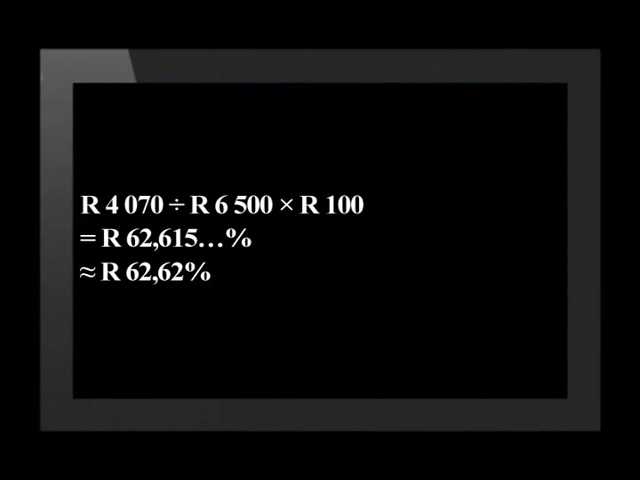 R 4 070 ÷ R 6 500 × R 100
= R 62,615…%
≈ R 62,62%